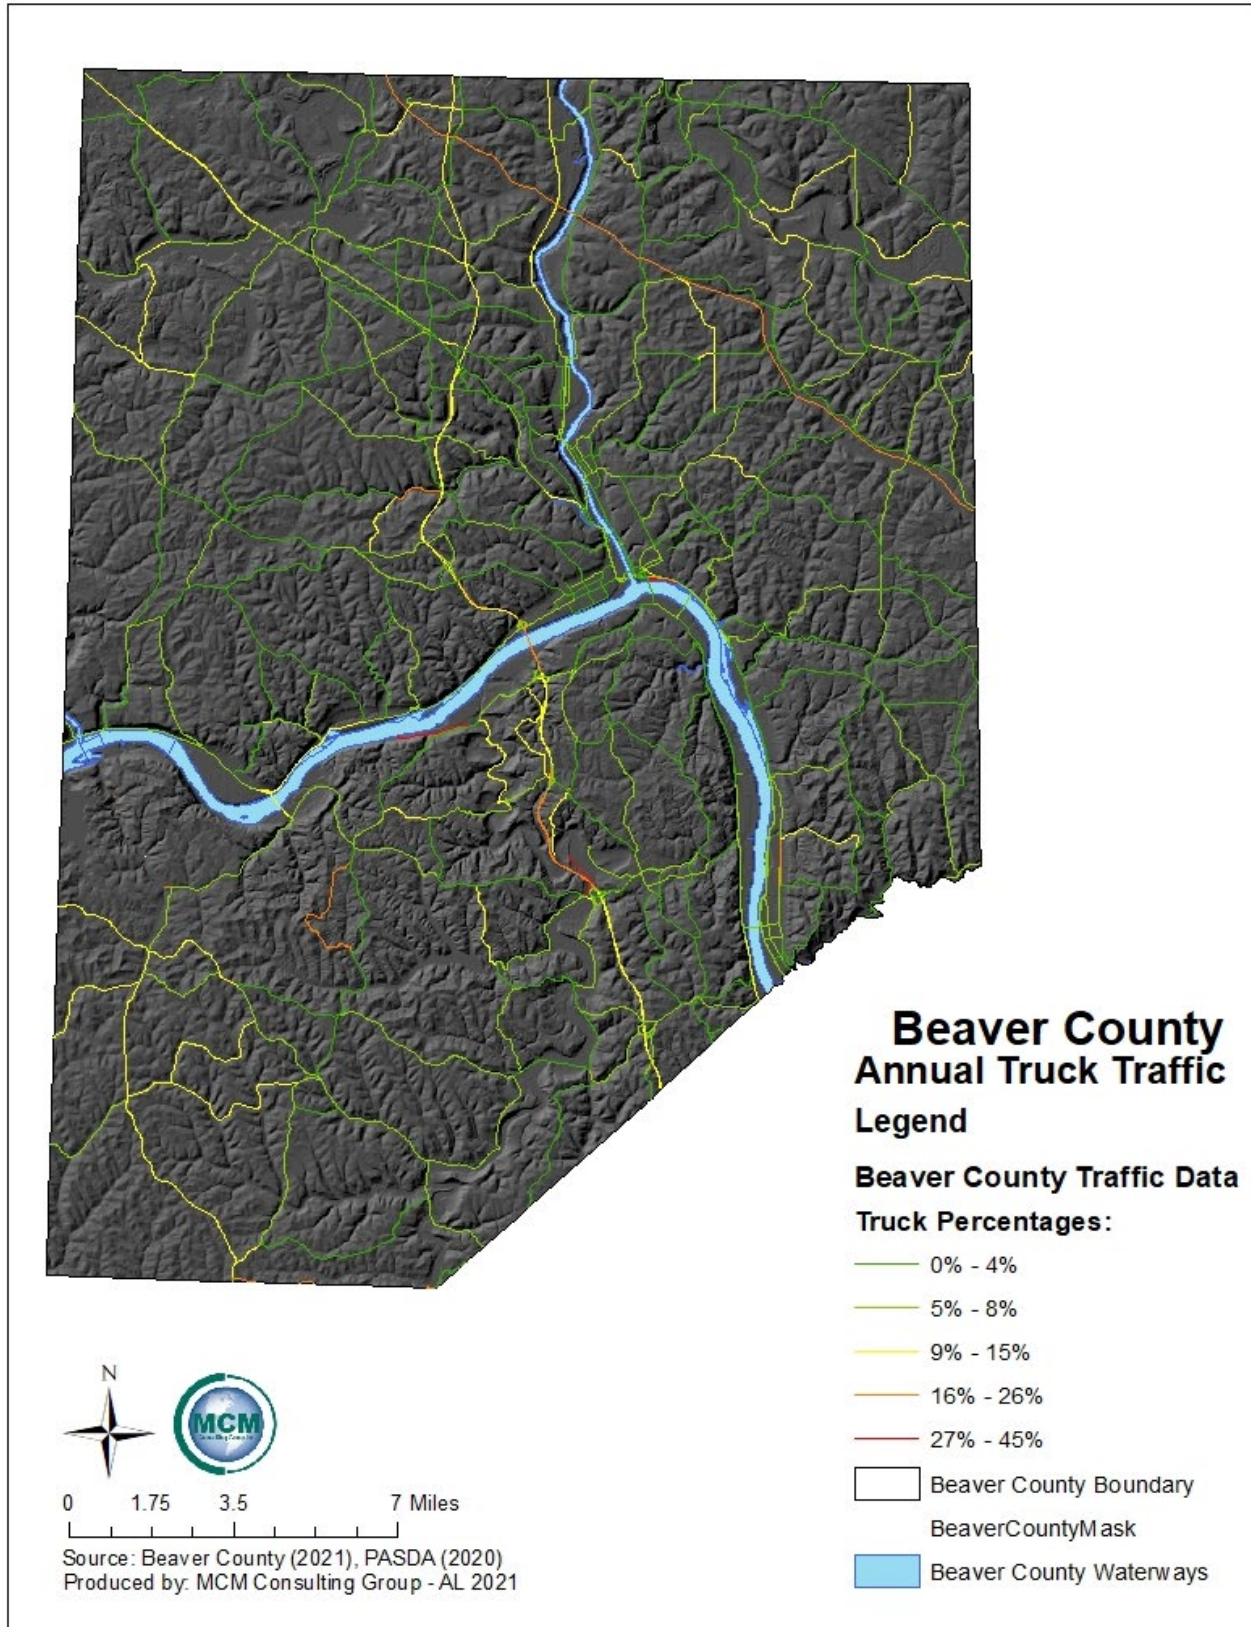 Beaver County
Annual Truck Traffic
Legend
Beaver County Traffic Data
Truck Percentages:
0% - 4%
5% - 8%
9% - 15%
16% - 26%
27% - 45%
Beaver County Boundary
BeaverCountyMask
Beaver County Waterways
N
MCM
0 1.75 3.5 7 Miles
Source: Beaver County (2021), PASDA (2020)
Produced by: MCM Consulting Group - AL 2021